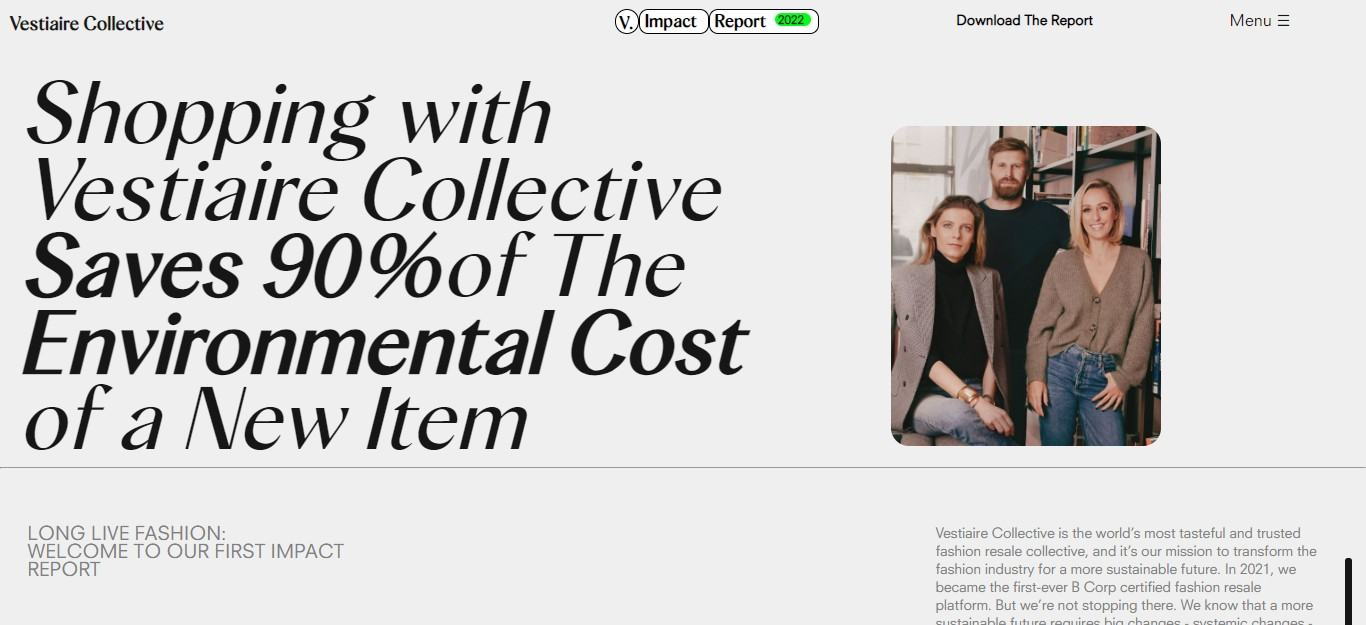 Vestiaire Collective
V. Impact Report 2022
Download The Report
Menu ☰
Shopping with
Vestiaire Collective
Saves 90% of The
Environmental Cost
of a New Item
LONG LIVE FASHION:
WELCOME TO OUR FIRST IMPACT
REPORT
Vestiaire Collective is the world’s most tasteful and trusted
fashion resale collective, and it’s our mission to transform the
fashion industry for a more sustainable future. In 2021, we
became the first-ever B Corp certified fashion resale
platform. But we’re not stopping there. We know that a more
sustainable future requires big changes - systemic changes -